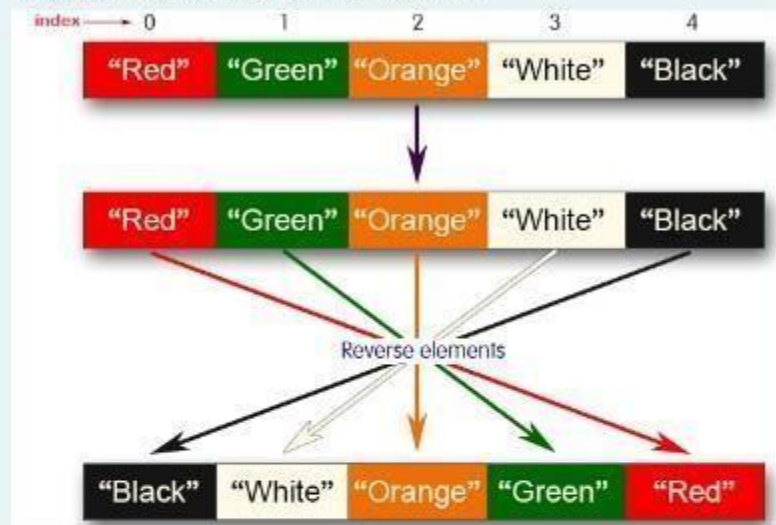 index 0 1 2 3 4
“Red” “Green” “Orange” “White” “Black”
“Red” “Green” “Orange” “White” “Black”
Reverse elements
“Black” “White” “Orange” “Green” “Red”